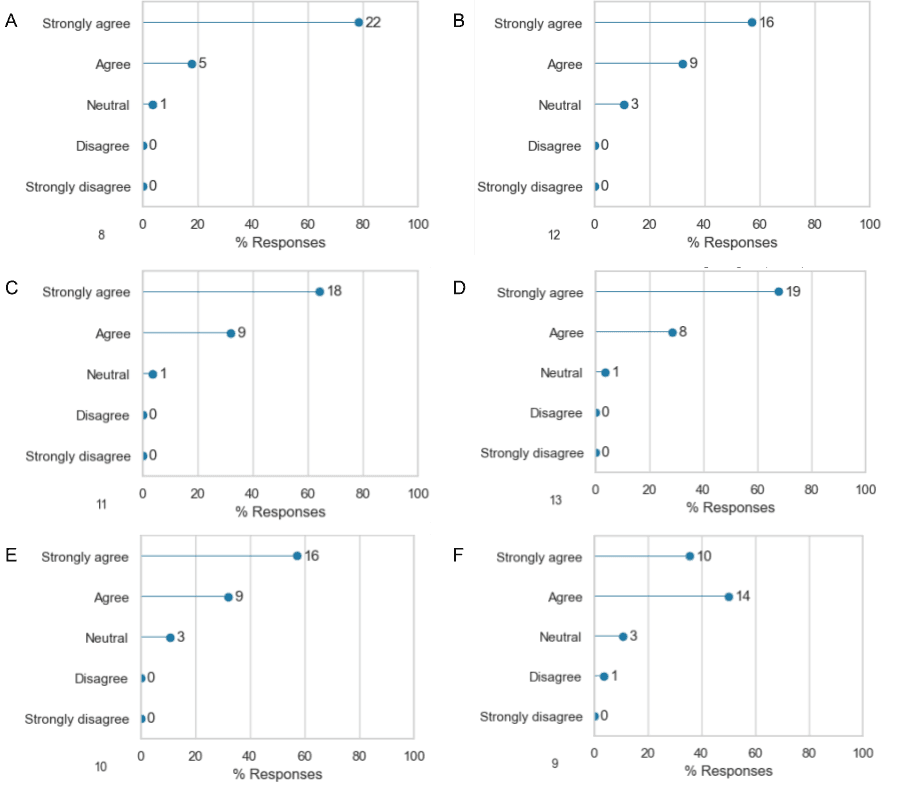 A
Strongly agree 22
Agree 5
Neutral 1
Disagree 0
Strongly disagree 0
0 20 40 60 80 100
8
% Responses
B
Strongly agree 16
Agree 9
Neutral 3
Disagree 0
Strongly disagree 0
0 20 40 60 80 100
12
% Responses
C
Strongly agree 18
Agree 9
Neutral 1
Disagree 0
Strongly disagree 0
0 20 40 60 80 100
11
% Responses
D
Strongly agree 19
Agree 8
Neutral 1
Disagree 0
Strongly disagree 0
0 20 40 60 80 100
13
% Responses
E
Strongly agree 16
Agree 9
Neutral 3
Disagree 0
Strongly disagree 0
0 20 40 60 80 100
10
% Responses
F
Strongly agree 10
Agree 14
Neutral 3
Disagree 1
Strongly disagree 0
0 20 40 60 80 100
9
% Responses